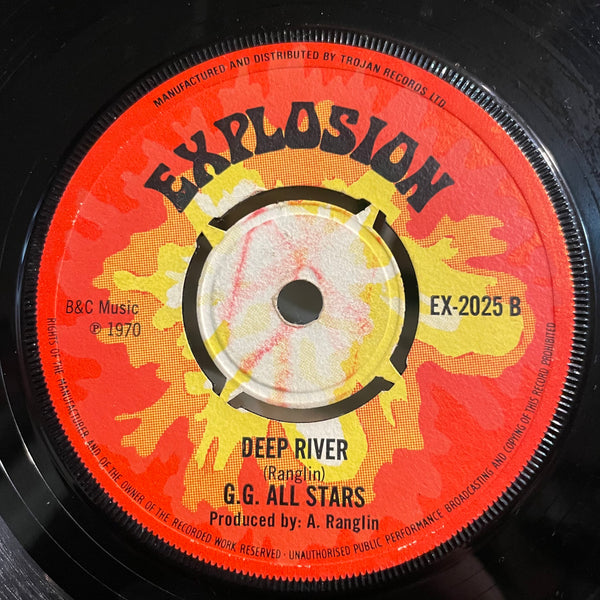 MANUFACTURED AND DISTRIBUTED BY TROJAN RECORDS LTD.
EXPLOSION
B&C Music
℗ 1970
EX-2025 B
DEEP RIVER
(Ranglin)
G.G. ALL STARS
Produced by: A. Ranglin
RIGHTS OF THE MANUFACTURER AND OF THE OWNER OF THE RECORDED WORK RESERVED - UNAUTHORISED PUBLIC PERFORMANCE BROADCASTING AND COPYING OF THIS RECORD PROHIBITED